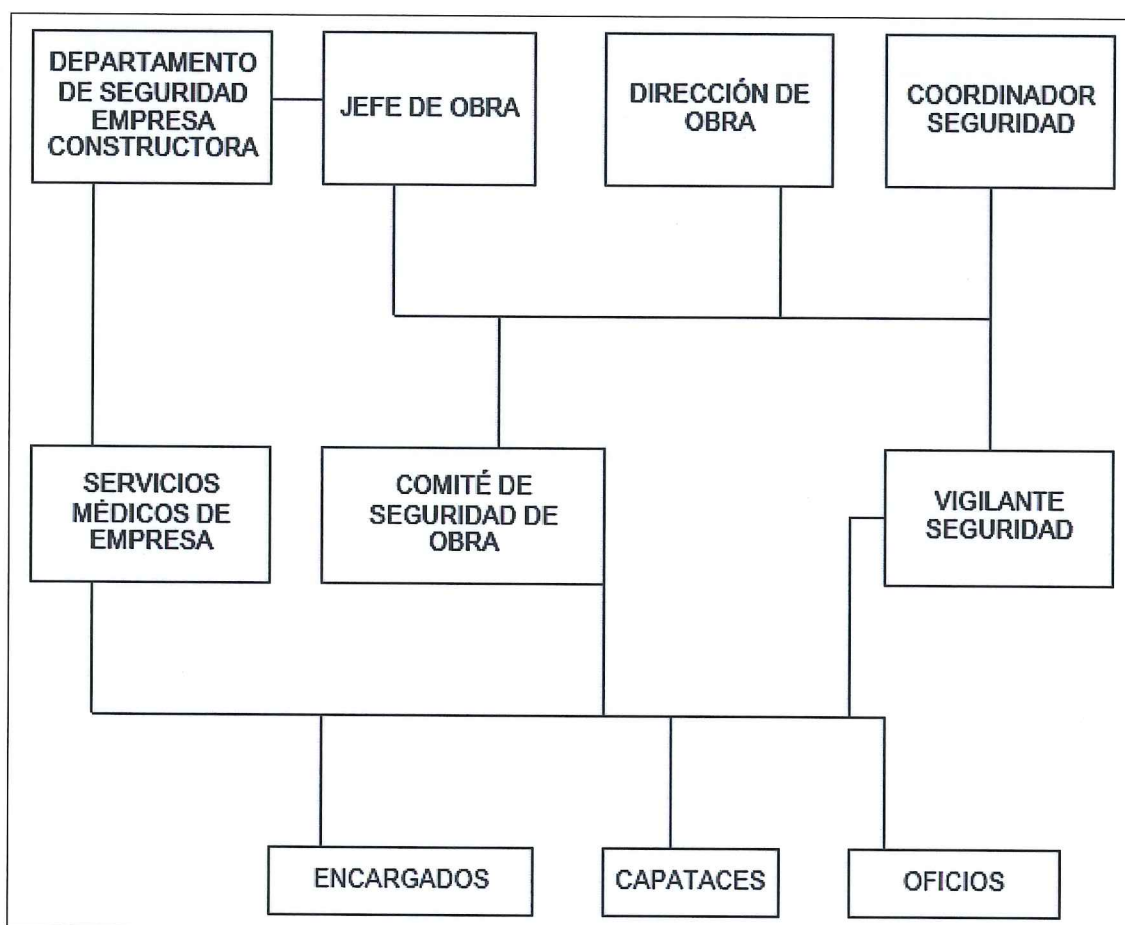 DEPARTAMENTO
DE SEGURIDAD
EMPRESA
CONSTRUCTORA
JEFE DE OBRA
DIRECCIÓN DE
OBRA
COORDINADOR
SEGURIDAD
SERVICIOS
MÉDICOS DE
EMPRESA
COMITÉ DE
SEGURIDAD DE
OBRA
VIGILANTE
SEGURIDAD
ENCARGADOS
CAPATACES
OFICIOS